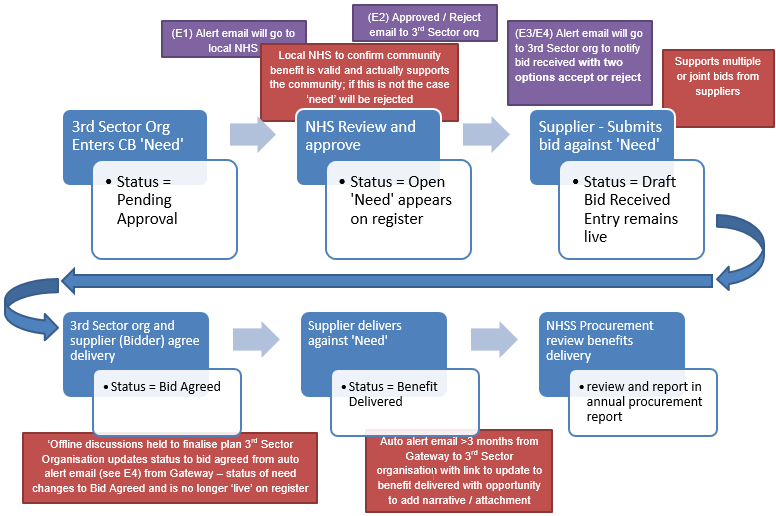 (E1) Alert email will go to
local NHS
(E2) Approved / Reject
email to 3rd Sector org
(E3/E4) Alert email will go
to 3rd Sector org to notify
bid received with two
options accept or reject
Local NHS to confirm community
benefit is valid and actually supports
the community; if this is not the case
'need' will be rejected
Supports multiple
or joint bids from
suppliers
3rd Sector Org
Enters CB 'Need'
• Status =
Pending
Approval
NHS Review and
approve
• Status = Open
'Need' appears
on register
Supplier - Submits
bid against 'Need'
• Status = Draft
Bid Received
Entry remains
live
3rd Sector org and
supplier (Bidder) agree
delivery
• Status = Bid Agreed
Supplier delivers
against 'Need'
• Status = Benefit
Delivered
NHSS Procurement
review benefits
delivery
• review and report in
annual procurement
report
'Offline discussions held to finalise plan 3rd Sector
Organisation updates status to bid agreed from auto
alert email (see E4) from Gateway – status of need
changes to Bid Agreed and is no longer 'live' on register
Auto alert email >3 months from
Gateway to 3rd Sector
organisation with link to update to
benefit delivered with opportunity
to add narrative / attachment